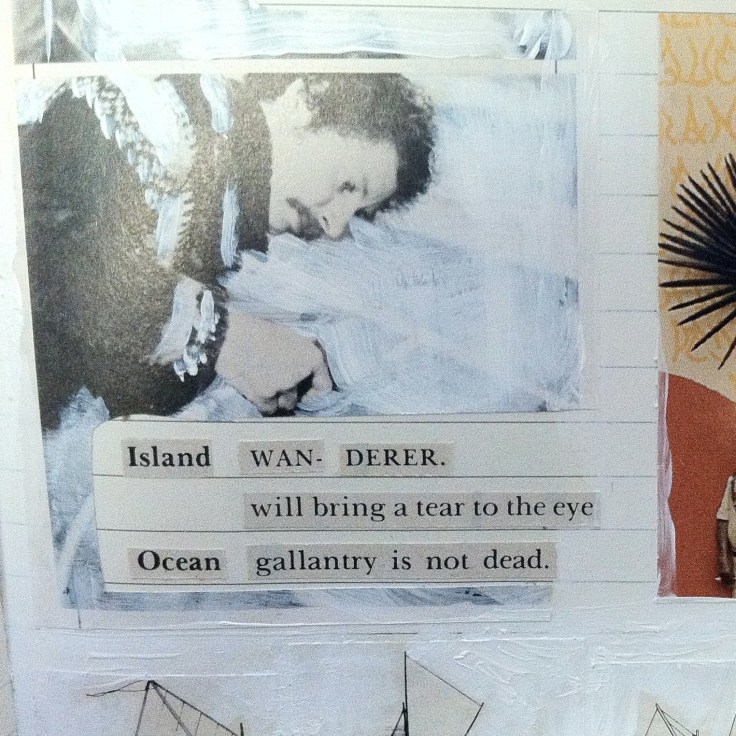 Island WAN- DERER.
will bring a tear to the eye
Ocean gallantry is not dead.